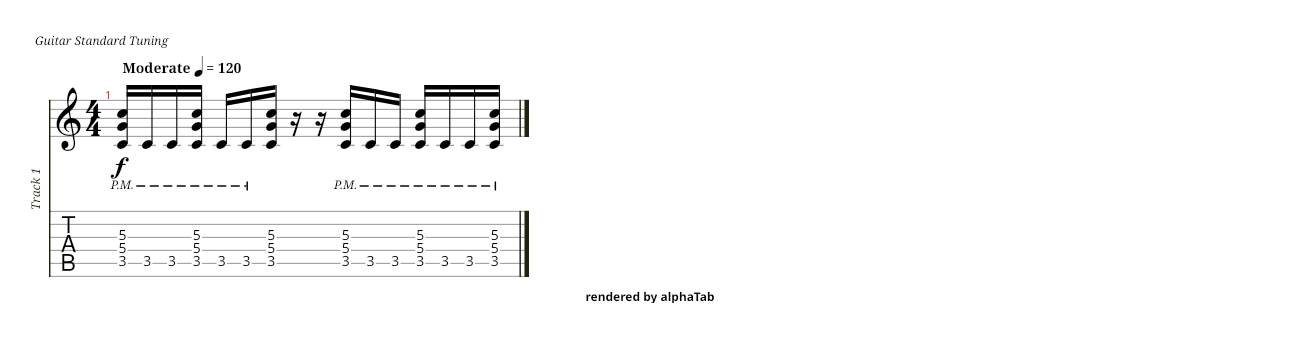 Guitar Standard Tuning
Moderate = 120
1
4
4
f
P.M. P.M.
Track 1
T
A
B
5 5 5 5 5 5
5 5 5 5 5 5
3 3 3 3 3 3 3 3 3 3 3 3 3 3
rendered by alphaTab